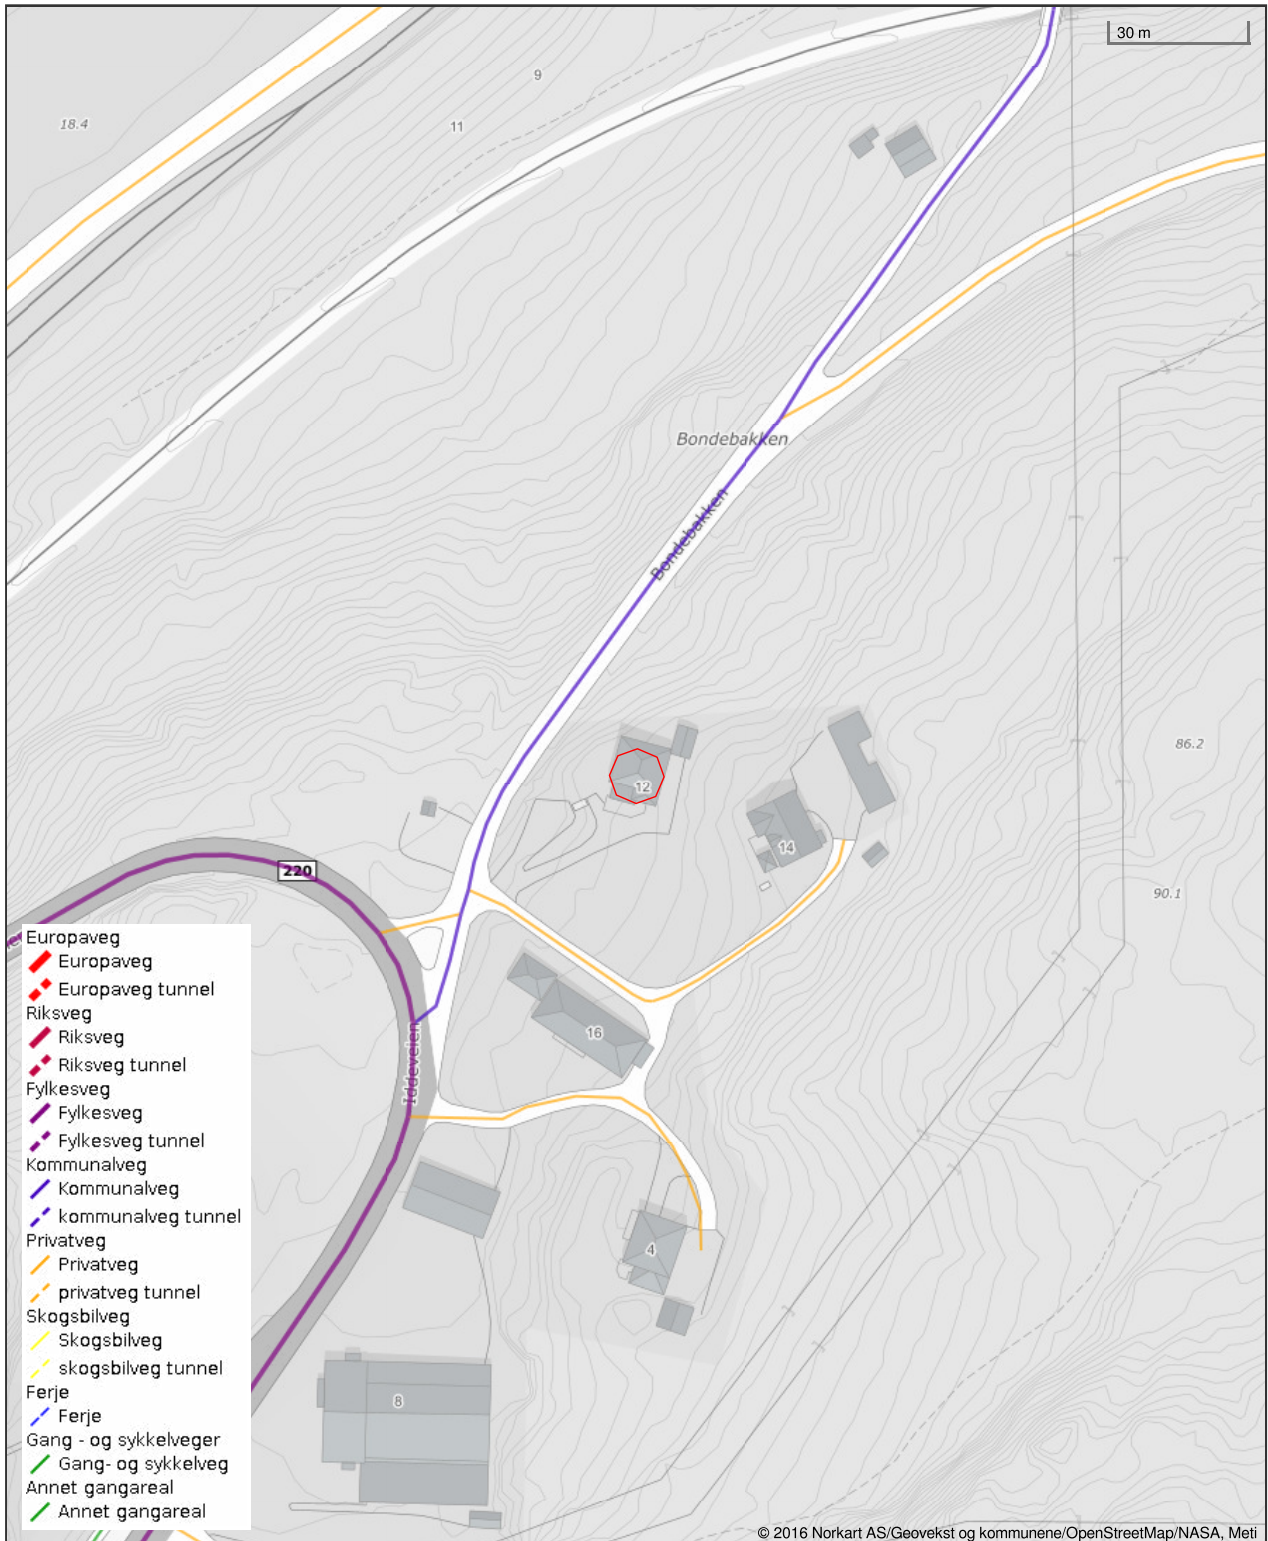 30 m
9
11
18.4
Bondebakken
Bondebakken
86.2
12
14
220
90.1
Iddeveien
16
4
8
Europaveg
Europaveg
Europaveg tunnel
Riksveg
Riksveg
Riksveg tunnel
Fylkesveg
Fylkesveg
Fylkesveg tunnel
Kommunalveg
Kommunalveg
kommunalveg tunnel
Privatveg
Privatveg
privatveg tunnel
Skogsbilveg
Skogsbilveg
skogsbilveg tunnel
Ferje
Ferje
Gang - og sykkelveger
Gang- og sykkelveg
Annet gangareal
Annet gangareal
© 2016 Norkart AS/Geovekst og kommunene/OpenStreetMap/NASA, Meti